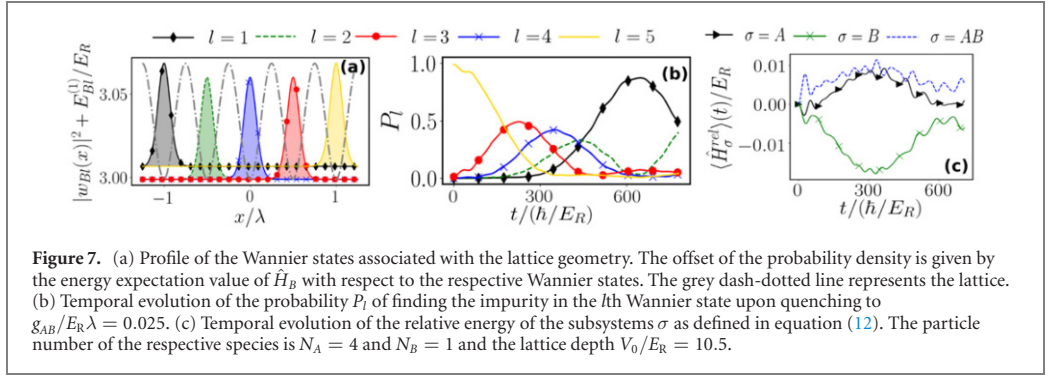 l = 1 l = 2 l = 3 l = 4 l = 5
σ = A σ = B σ = AB
|w_{Bl}(x)|² + E_{Bl}^{(1)}/E_R
3.05
3.00
(a)
−1 0 1
x/λ
P_l
1.0
0.5
0.0
(b)
0 300 600
t/(ħ/E_R)
⟨Ĥ_σ^{rel}⟩(t)/E_R
0.01
0.00
−0.01
(c)
0 300 600
t/(ħ/E_R)
Figure 7. (a) Profile of the Wannier states associated with the lattice geometry. The offset of the probability density is given by
the energy expectation value of Ĥ_B with respect to the respective Wannier states. The grey dash-dotted line represents the lattice.
(b) Temporal evolution of the probability P_l of finding the impurity in the lth Wannier state upon quenching to
g_{AB}/E_Rλ = 0.025. (c) Temporal evolution of the relative energy of the subsystems σ as defined in equation (12). The particle
number of the respective species is N_A = 4 and N_B = 1 and the lattice depth V_0/E_R = 10.5.